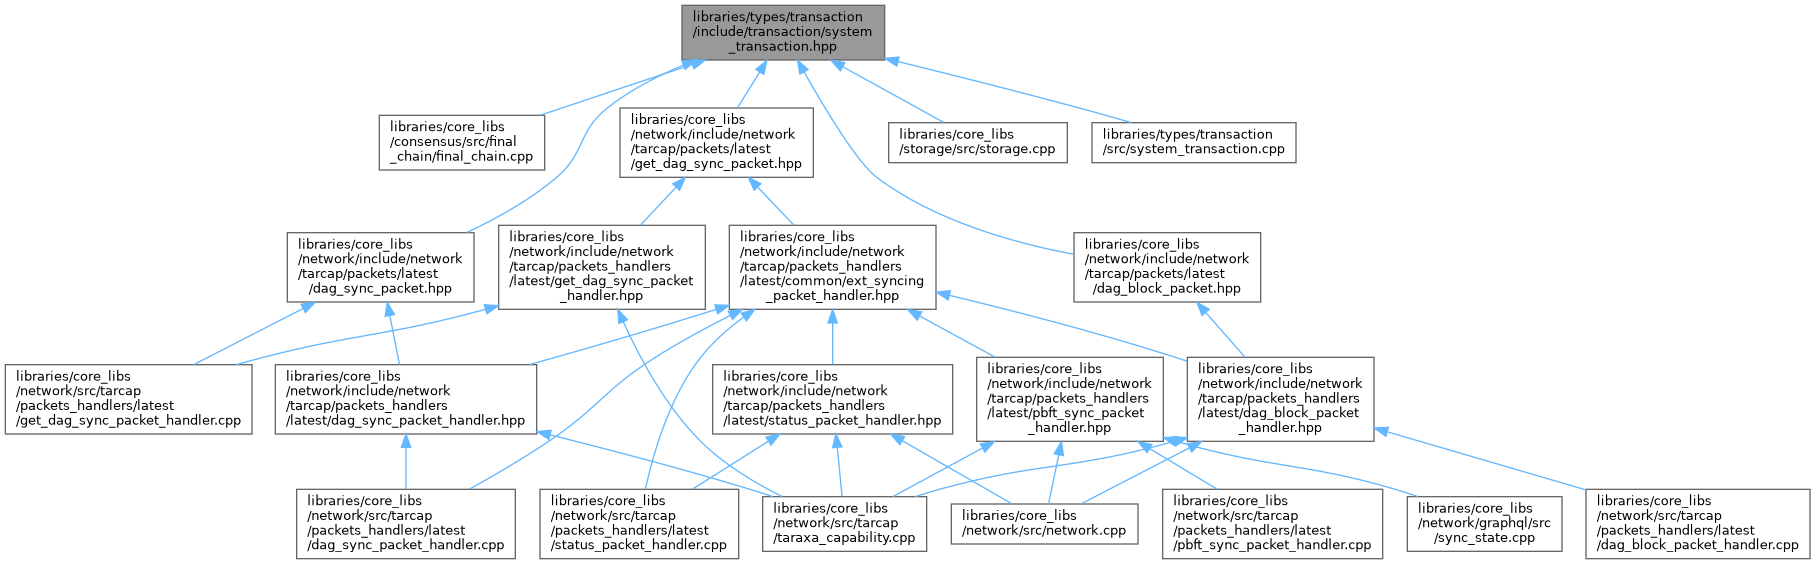 libraries/types/transaction
/include/transaction/system
_transaction.hpp
libraries/core_libs
/consensus/src/final
_chain/final_chain.cpp
libraries/core_libs
/network/include/network
/tarcap/packets/latest
/get_dag_sync_packet.hpp
libraries/core_libs
/storage/src/storage.cpp
libraries/types/transaction
/src/system_transaction.cpp
libraries/core_libs
/network/include/network
/tarcap/packets/latest
/dag_sync_packet.hpp
libraries/core_libs
/network/include/network
/tarcap/packets_handlers
/latest/get_dag_sync_packet
_handler.hpp
libraries/core_libs
/network/include/network
/tarcap/packets_handlers
/latest/common/ext_syncing
_packet_handler.hpp
libraries/core_libs
/network/include/network
/tarcap/packets/latest
/dag_block_packet.hpp
libraries/core_libs
/network/src/tarcap
/packets_handlers/latest
/get_dag_sync_packet_handler.cpp
libraries/core_libs
/network/include/network
/tarcap/packets_handlers
/latest/dag_sync_packet_handler.hpp
libraries/core_libs
/network/include/network
/tarcap/packets_handlers
/latest/status_packet_handler.hpp
libraries/core_libs
/network/include/network
/tarcap/packets_handlers
/latest/pbft_sync_packet
_handler.hpp
libraries/core_libs
/network/include/network
/tarcap/packets_handlers
/latest/dag_block_packet
_handler.hpp
libraries/core_libs
/network/src/tarcap
/packets_handlers/latest
/dag_sync_packet_handler.cpp
libraries/core_libs
/network/src/tarcap
/packets_handlers/latest
/status_packet_handler.cpp
libraries/core_libs
/network/src/tarcap
/taraxa_capability.cpp
libraries/core_libs
/network/src/network.cpp
libraries/core_libs
/network/src/tarcap
/packets_handlers/latest
/pbft_sync_packet_handler.cpp
libraries/core_libs
/network/graphql/src
/sync_state.cpp
libraries/core_libs
/network/src/tarcap
/packets_handlers/latest
/dag_block_packet_handler.cpp